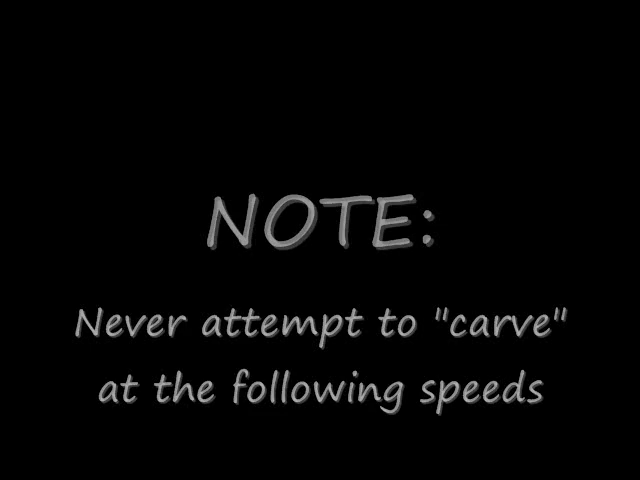 NOTE:
Never attempt to "carve"
at the following speeds